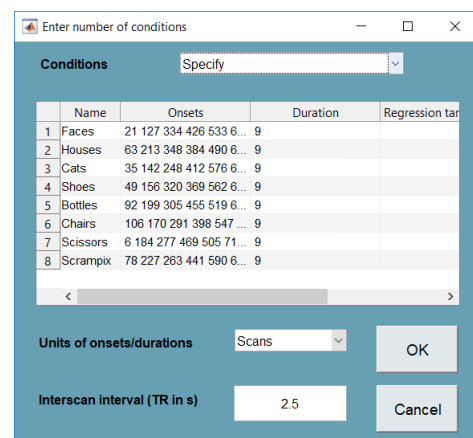 Enter number of conditions
Conditions Specify
Name Onsets Duration Regression tar
1 Faces 21 127 334 426 533 6... 9
2 Houses 63 213 348 384 490 6... 9
3 Cats 35 142 248 412 576 6... 9
4 Shoes 49 156 320 369 562 6... 9
5 Bottles 92 199 305 455 519 6... 9
6 Chairs 106 170 291 398 547 ... 9
7 Scissors 6 184 277 469 505 71... 9
8 Scrampix 78 227 263 441 590 6... 9
Units of onsets/durations Scans
OK
Interscan interval (TR in s) 2.5
Cancel